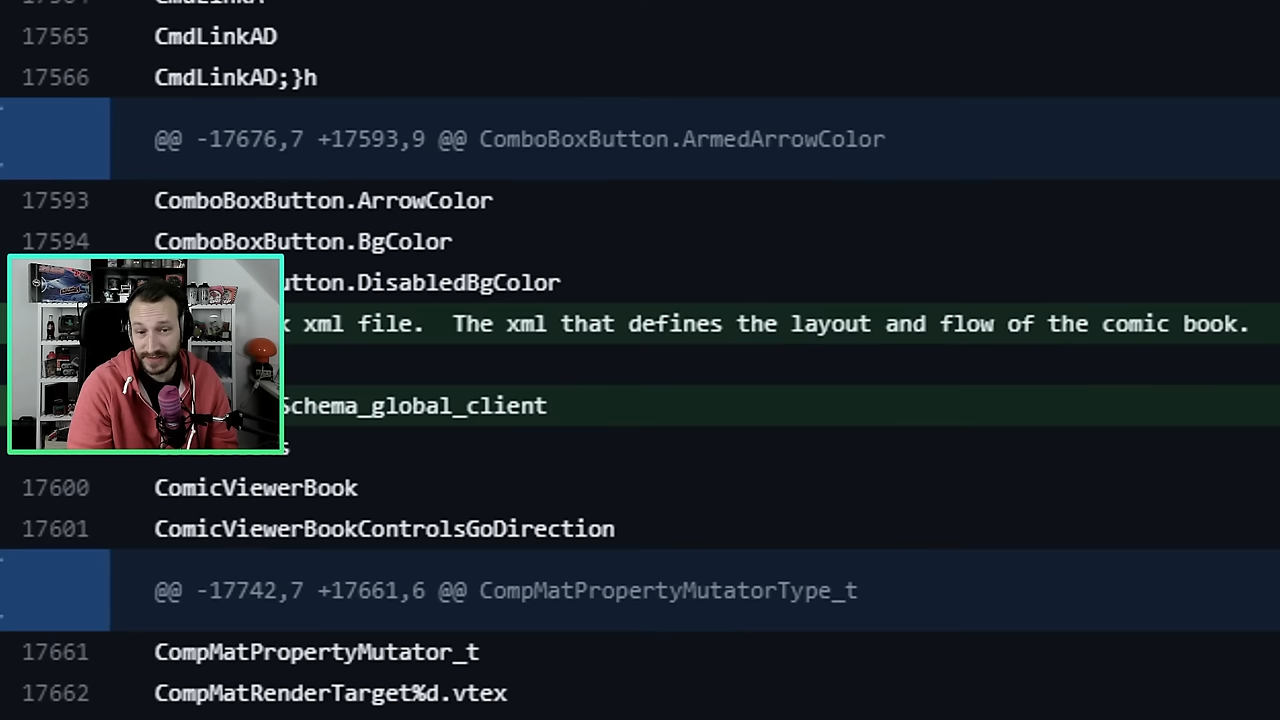 17565 CmdLinkAD
17566 CmdLinkAD;}h
@@ -17676,7 +17593,9 @@ ComboBoxButton.ArmedArrowColor
17593 ComboBoxButton.ArrowColor
17594 ComboBoxButton.BgColor
utton.DisabledBgColor
xml file.  The xml that defines the layout and flow of the comic book.
Schema_global_client
s
17600 ComicViewerBook
17601 ComicViewerBookControlsGoDirection
@@ -17742,7 +17661,6 @@ CompMatPropertyMutatorType_t
17661 CompMatPropertyMutator_t
17662 CompMatRenderTarget%d.vtex